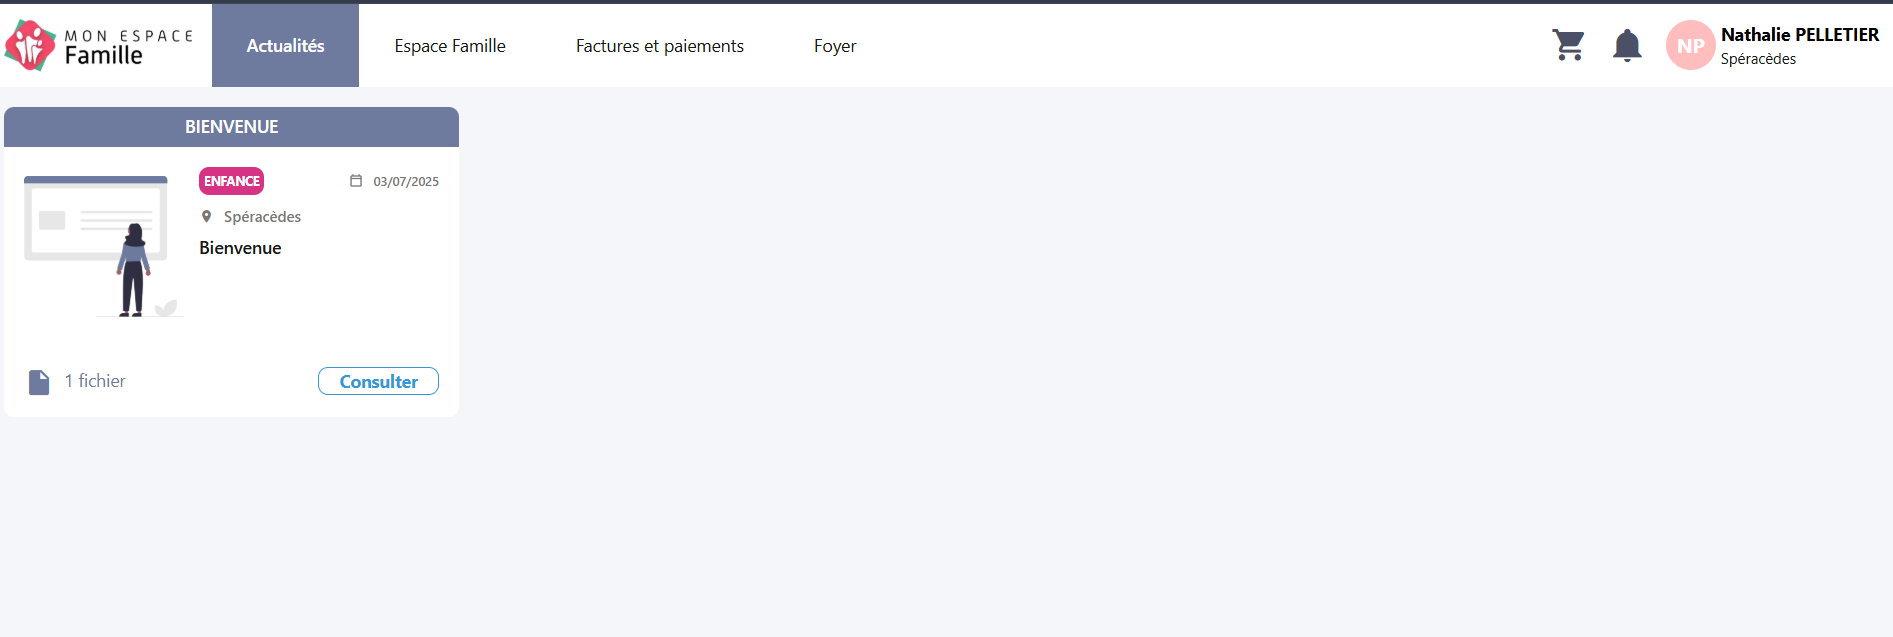 MON ESPACE
Famille
Actualités
Espace Famille
Factures et paiements
Foyer
NP
Nathalie PELLETIER
Spéracèdes
BIENVENUE
ENFANCE
03/07/2025
Spéracèdes
Bienvenue
1 fichier
Consulter